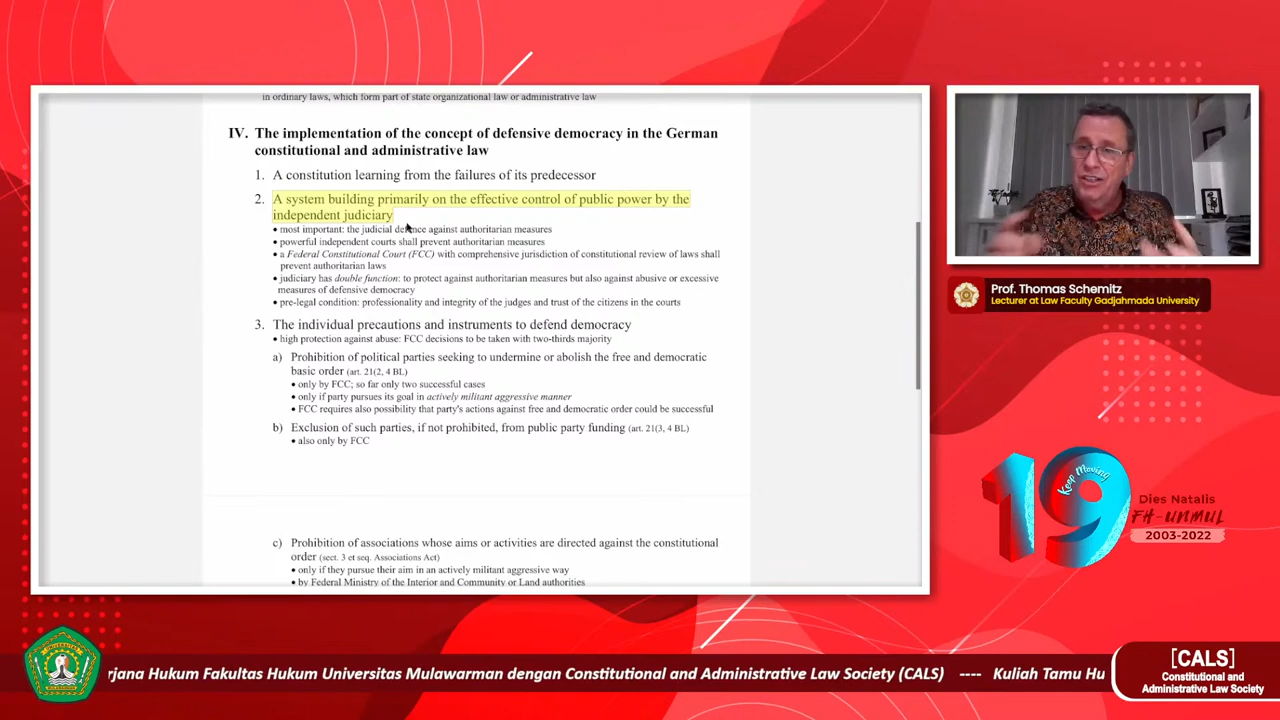 in ordinary laws, which form part of state organizational law or administrative law
IV. The implementation of the concept of defensive democracy in the German
constitutional and administrative law
1. A constitution learning from the failures of its predecessor
2. A system building primarily on the effective control of public power by the
independent judiciary
• most important: the judicial defence against authoritarian measures
• powerful independent courts shall prevent authoritarian measures
• a Federal Constitutional Court (FCC) with comprehensive jurisdiction of constitutional review of laws shall
prevent authoritarian laws
• judiciary has double function: to protect against authoritarian measures but also against abusive or excessive
measures of defensive democracy
• pre-legal condition: professionality and integrity of the judges and trust of the citizens in the courts
3. The individual precautions and instruments to defend democracy
• high protection against abuse: FCC decisions to be taken with two-thirds majority
a) Prohibition of political parties seeking to undermine or abolish the free and democratic
basic order (art. 21(2, 4 BL)
• only by FCC; so far only two successful cases
• only if party pursues its goal in actively militant aggressive manner
• FCC requires also possibility that party's actions against free and democratic order could be successful
b) Exclusion of such parties, if not prohibited, from public party funding (art. 21(3, 4 BL)
• also only by FCC
c) Prohibition of associations whose aims or activities are directed against the constitutional
order (sect. 3 et seq. Associations Act)
• only if they pursue their aim in an actively militant aggressive way
• by Federal Ministry of the Interior and Community or Land authorities
Prof. Thomas Schemitz
Lecturer at Law Faculty Gadjahmada University
19
Keep Moving
Dies Natalis
FH-UNMUL
2003-2022
rjana Hukum Fakultas Hukum Universitas Mulawarman dengan Constitutional and Administrative Law Society (CALS) ---- Kuliah Tamu Hu
[CALS]
Constitutional and
Administrative Law Society